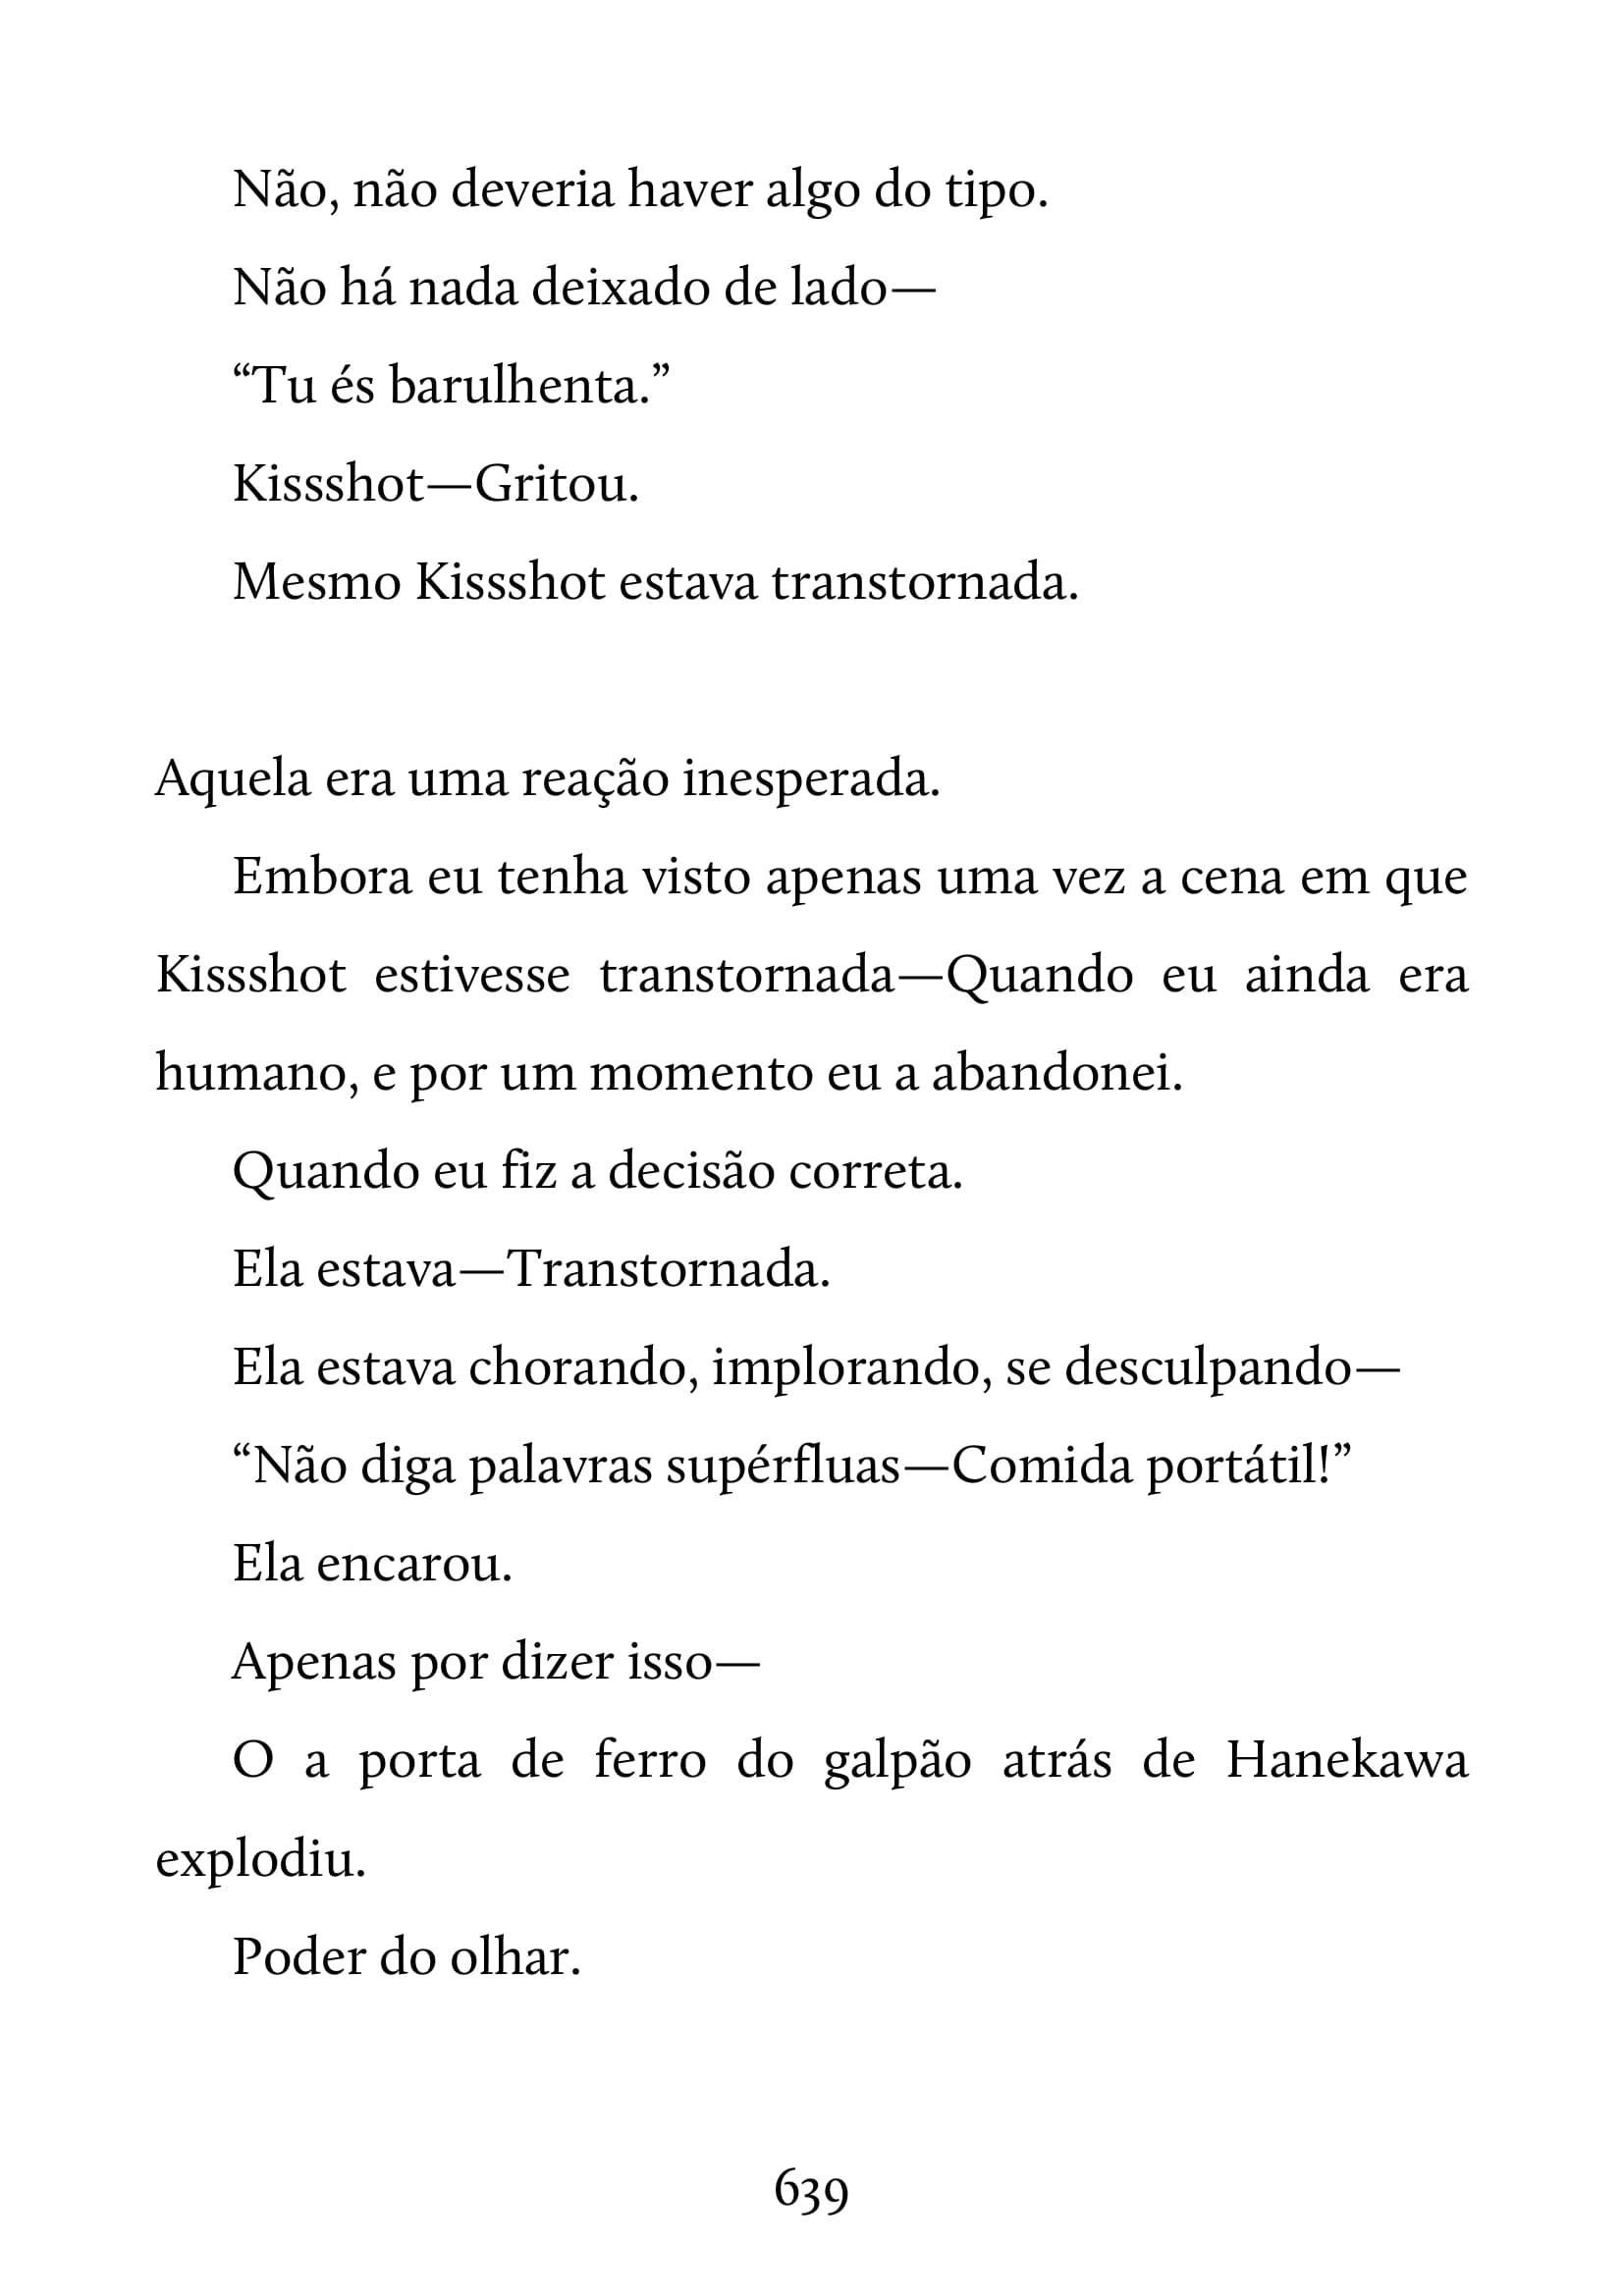 Não, não deveria haver algo do tipo.
Não há nada deixado de lado—
“Tu és barulhenta.”
Kissshot—Gritou.
Mesmo Kissshot estava transtornada.
Aquela era uma reação inesperada.
Embora eu tenha visto apenas uma vez a cena em que
Kissshot estivesse transtornada—Quando eu ainda era
humano, e por um momento eu a abandonei.
Quando eu fiz a decisão correta.
Ela estava—Transtornada.
Ela estava chorando, implorando, se desculpando—
“Não diga palavras supérfluas—Comida portátil!”
Ela encarou.
Apenas por dizer isso—
O a porta de ferro do galpão atrás de Hanekawa
explodiu.
Poder do olhar.
639